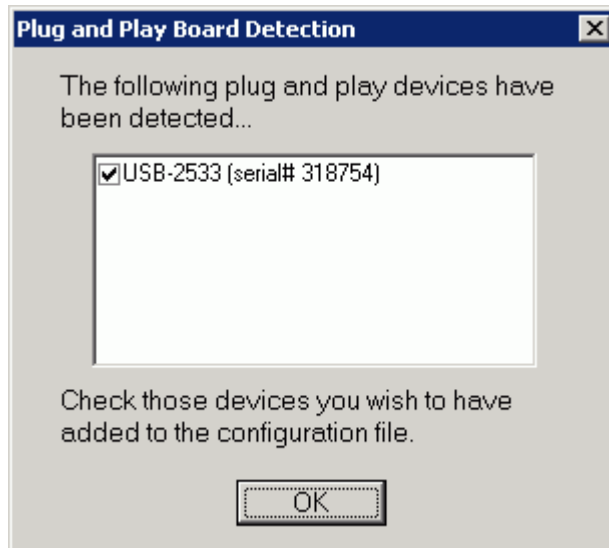 Plug and Play Board Detection
The following plug and play devices have
been detected...
USB-2533 (serial# 318754)
Check those devices you wish to have
added to the configuration file.
OK